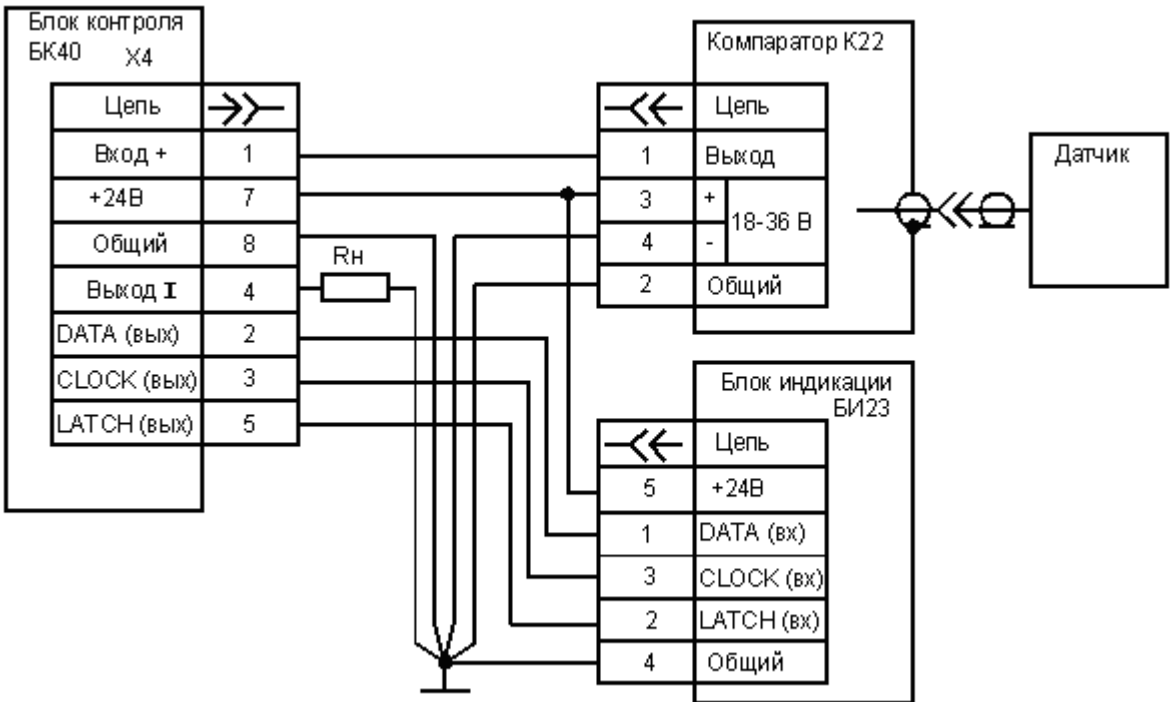 Блок контроля
БК40 X4
Цепь
Вход + 1
+24В 7
Общий 8
Выход I 4
DATA (вых) 2
CLOCK (вых) 3
LATCH (вых) 5
Rн
Компаратор К22
Цепь
1 Выход
3 + 18-36 В
4 -
2 Общий
Датчик
Блок индикации
БИ23
Цепь
5 +24В
1 DATA (вх)
3 CLOCK (вх)
2 LATCH (вх)
4 Общий